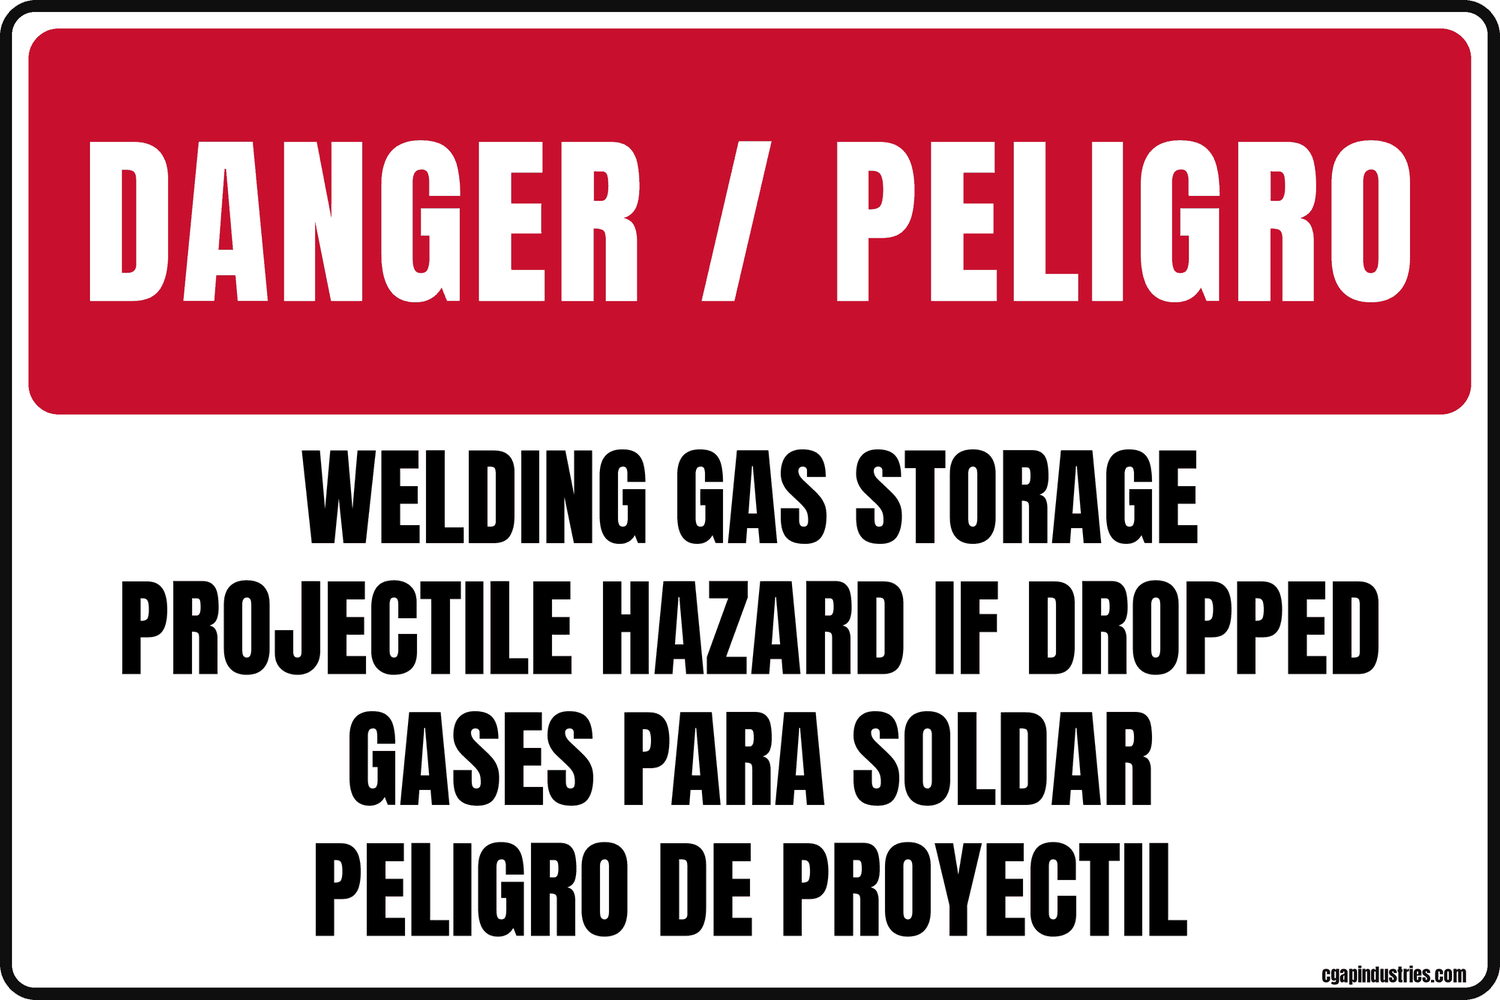 DANGER / PELIGRO
WELDING GAS STORAGE
PROJECTILE HAZARD IF DROPPED
GASES PARA SOLDAR
PELIGRO DE PROYECTIL
cgapindustries.com